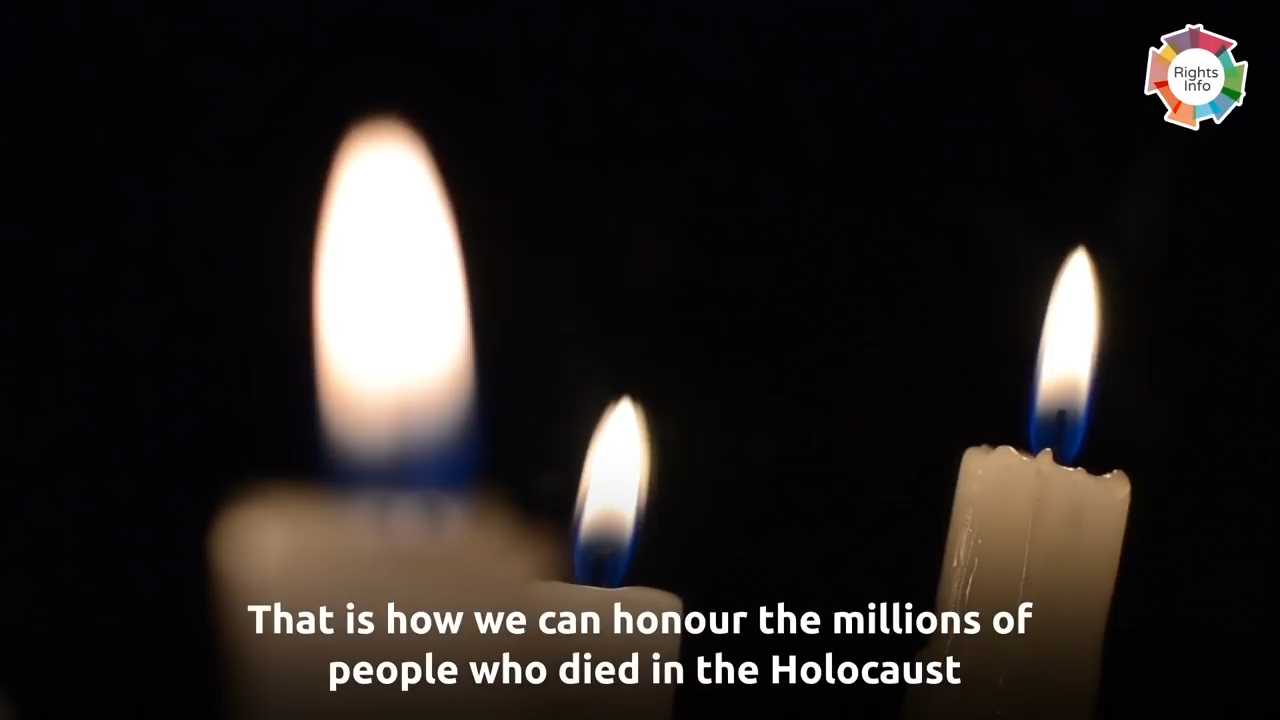 Rights
Info
That is how we can honour the millions of
people who died in the Holocaust